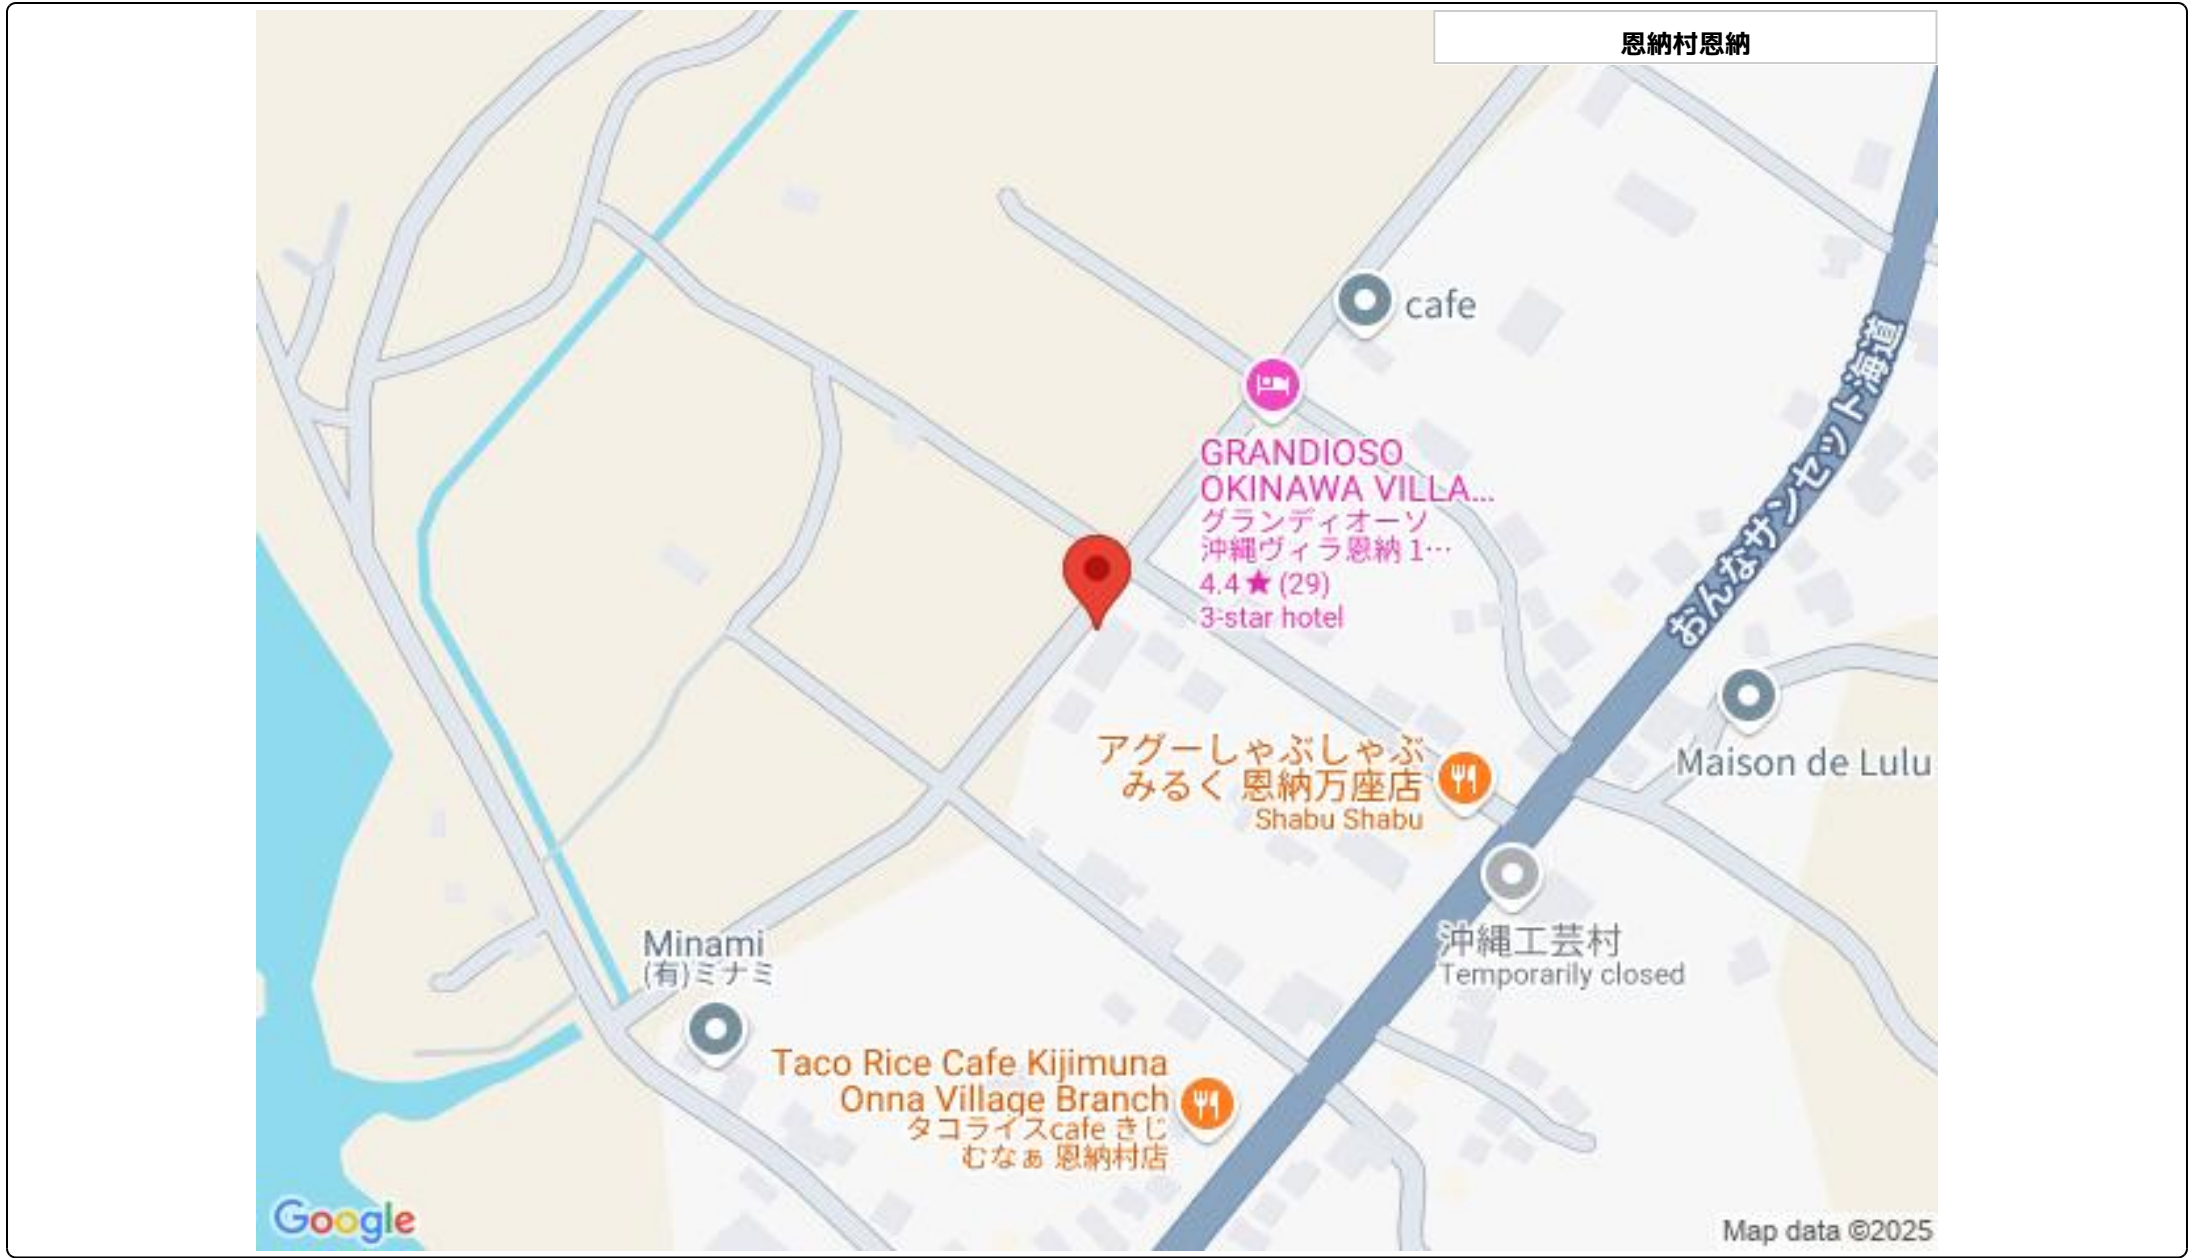 恩納村恩納
cafe
GRANDIOSO
OKINAWA VILLA...
グランディオーソ
沖縄ヴィラ恩納 1…
4.4★ (29)
3-star hotel
おんなサンセット海道
Maison de Lulu
アグーしゃぶしゃぶ
みるく 恩納万座店
Shabu Shabu
沖縄工芸村
Temporarily closed
Minami
(有)ミナミ
Taco Rice Cafe Kijimuna
Onna Village Branch
タコライスcafe きじ
むなぁ 恩納村店
Google
Map data ©2025